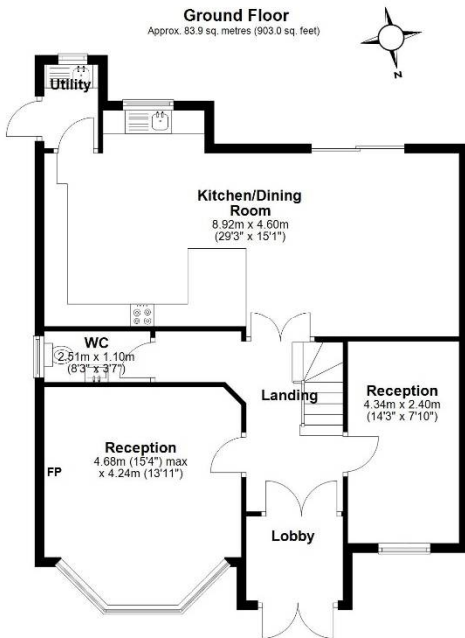 Ground Floor
Approx. 83.9 sq. metres (903.0 sq. feet)
N
Utility
Kitchen/Dining
Room
8.92m x 4.60m
(29'3" x 15'1")
WC
2.51m x 1.10m
(8'3" x 3'7")
Landing
Reception
4.34m x 2.40m
(14'3" x 7'10")
Reception
4.68m (15'4") max
x 4.24m (13'11")
FP
Lobby